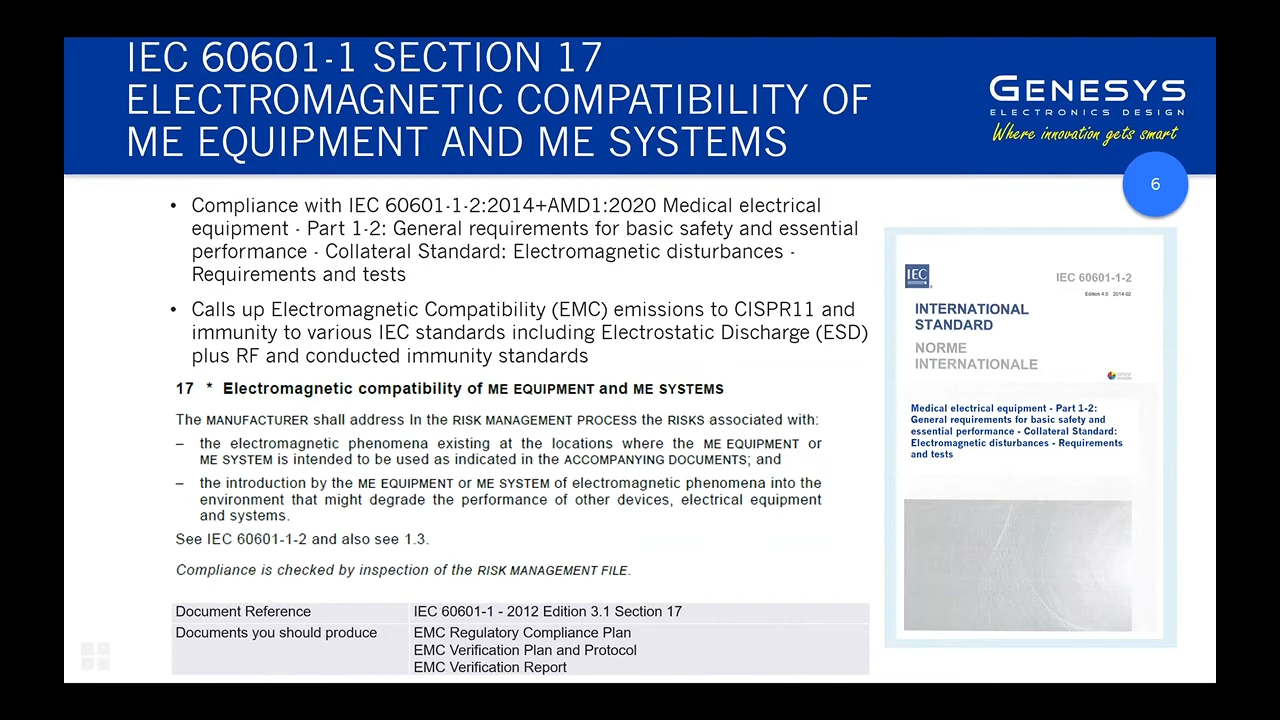 IEC 60601-1 SECTION 17
ELECTROMAGNETIC COMPATIBILITY OF
ME EQUIPMENT AND ME SYSTEMS
GENESYS
ELECTRONICS DESIGN
Where innovation gets smart
6
• Compliance with IEC 60601-1-2:2014+AMD1:2020 Medical electrical
equipment - Part 1-2: General requirements for basic safety and essential
performance - Collateral Standard: Electromagnetic disturbances -
Requirements and tests
• Calls up Electromagnetic Compatibility (EMC) emissions to CISPR11 and
immunity to various IEC standards including Electrostatic Discharge (ESD)
plus RF and conducted immunity standards
17 * Electromagnetic compatibility of ME EQUIPMENT and ME SYSTEMS
The MANUFACTURER shall address In the RISK MANAGEMENT PROCESS the RISKS associated with:
– the electromagnetic phenomena existing at the locations where the ME EQUIPMENT or
ME SYSTEM is intended to be used as indicated in the ACCOMPANYING DOCUMENTS; and
– the introduction by the ME EQUIPMENT or ME SYSTEM of electromagnetic phenomena into the
environment that might degrade the performance of other devices, electrical equipment
and systems.
See IEC 60601-1-2 and also see 1.3.
Compliance is checked by inspection of the RISK MANAGEMENT FILE.
Document Reference IEC 60601-1 - 2012 Edition 3.1 Section 17
Documents you should produce EMC Regulatory Compliance Plan
EMC Verification Plan and Protocol
EMC Verification Report
IEC
IEC 60601-1-2
Edition 4.0 2014-02
INTERNATIONAL
STANDARD
NORME
INTERNATIONALE
Medical electrical equipment - Part 1-2:
General requirements for basic safety and
essential performance - Collateral Standard:
Electromagnetic disturbances - Requirements
and tests